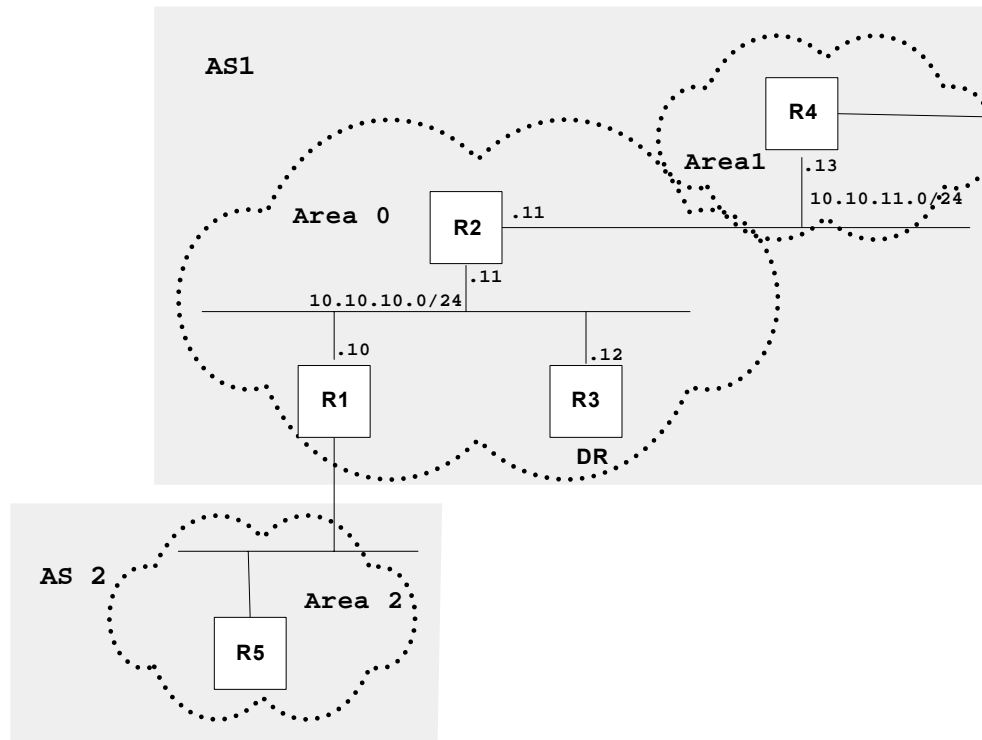 AS1
R4
Area1
.13
10.10.11.0/24
Area 0
.11
R2
.11
10.10.10.0/24
.10
.12
R1
R3
DR
AS 2
Area 2
R5